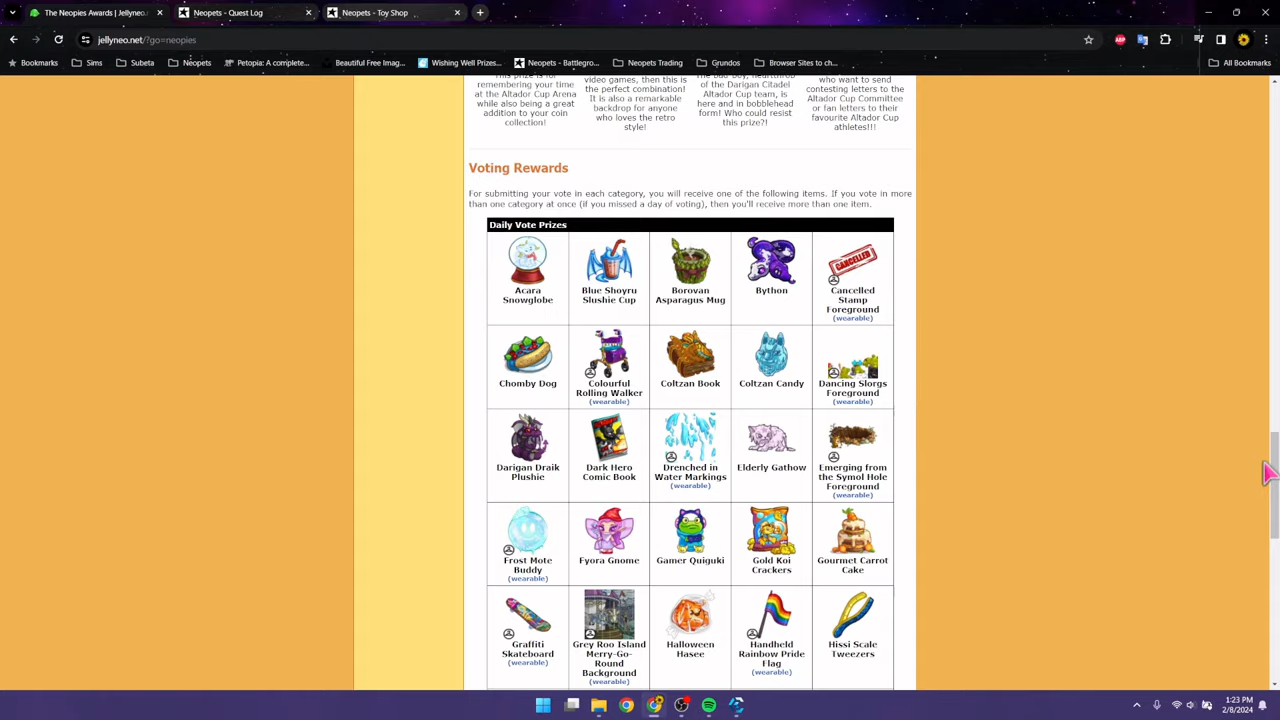 The Neopets Awards | Jellyneo.
Neopets - Quest Log
Neopets - Toy Shop
jellyneo.net/?go=neopies
Bookmarks
Sims
Subeta
Neopets
Petopia: A complete...
Beautiful Free Imag...
Wishing Well Prizes...
Neopets - Battlegro...
Neopets Trading
Grundos
Browser Sites to ch...
All Bookmarks
This prize is for
remembering your time
at the Altador Cup Arena
while also being a great
addition to your coin
collection!
video games, then this is
the perfect combination!
It is also a remarkable
backdrop for anyone
who loves the retro
style!
The bad boy, heartthrob
of the Darigan Citadel
Altador Cup team, is
here and in bobblehead
form! Who could resist
this prize?!
who want to send
contesting letters to the
Altador Cup Committee
or fan letters to their
favourite Altador Cup
athletes!!!
Voting Rewards
For submitting your vote in each category, you will receive one of the following items. If you vote in more
than one category at once (if you missed a day of voting), then you'll receive more than one item.
Daily Vote Prizes
Acara
Snowglobe
Blue Shoyru
Slushie Cup
Borovan
Asparagus Mug
Bython
CANCELLED
Cancelled
Stamp
Foreground
(wearable)
Chomby Dog
Colourful
Rolling Walker
(wearable)
Coltzan Book
Coltzan Candy
Dancing Slorgs
Foreground
(wearable)
Darigan Draik
Plushie
Dark Hero
Comic Book
Drenched in
Water Markings
(wearable)
Elderly Gathow
Emerging from
the Symol Hole
Foreground
(wearable)
Frost Mote
Buddy
(wearable)
Fyora Gnome
Gamer Quiguki
Gold Koi
Crackers
Gourmet Carrot
Cake
Graffiti
Skateboard
(wearable)
Grey Roo Island
Merry-Go-
Round
Background
(wearable)
Halloween
Hasee
Handheld
Rainbow Pride
Flag
(wearable)
Hissi Scale
Tweezers
1:23 PM
2/8/2024